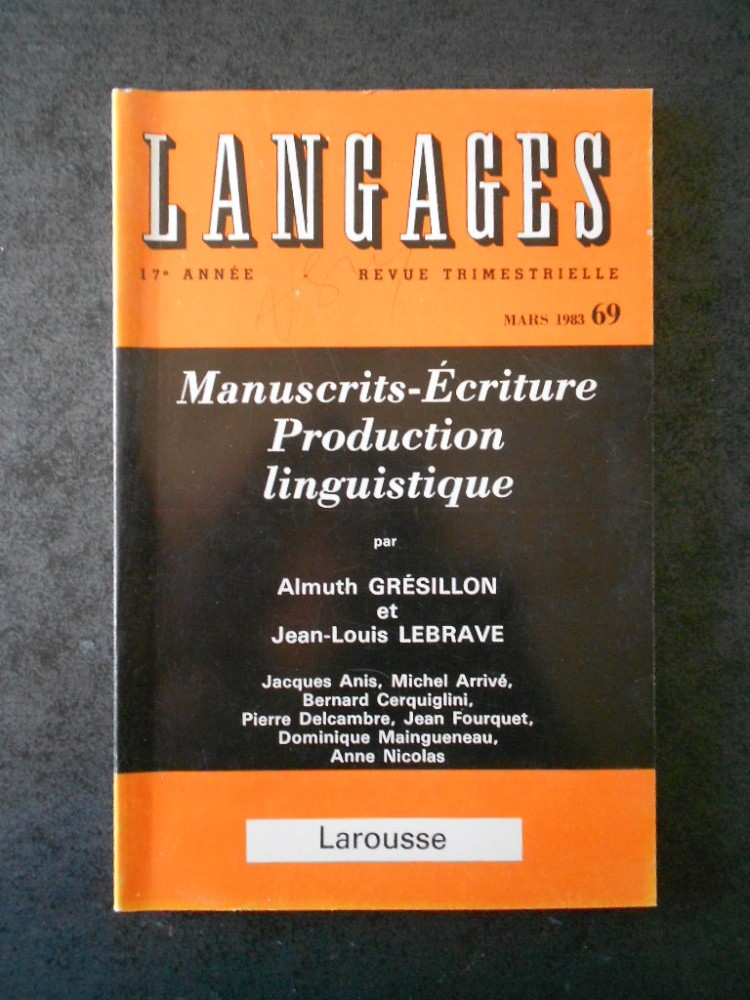 LANGAGES
17e ANNÉE - REVUE TRIMESTRIELLE
MARS 1983 69
Manuscrits-Écriture
Production
linguistique
par
Almuth GRÉSILLON
et
Jean-Louis LEBRAVE
Jacques Anis, Michel Arrivé,
Bernard Cerquiglini,
Pierre Delcambre, Jean Fourquet,
Dominique Maingueneau,
Anne Nicolas
Larousse